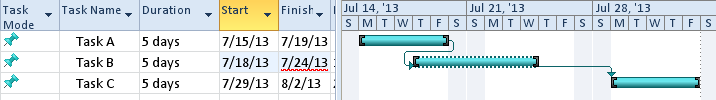 Task Mode Task Name Duration Start Finish Jul 14, '13 Jul 21, '13 Jul 28, '13
S M T W T F S S M T W T F S S M T W T F S
Task A 5 days 7/15/13 7/19/13
Task B 5 days 7/18/13 7/24/13
Task C 5 days 7/29/13 8/2/13